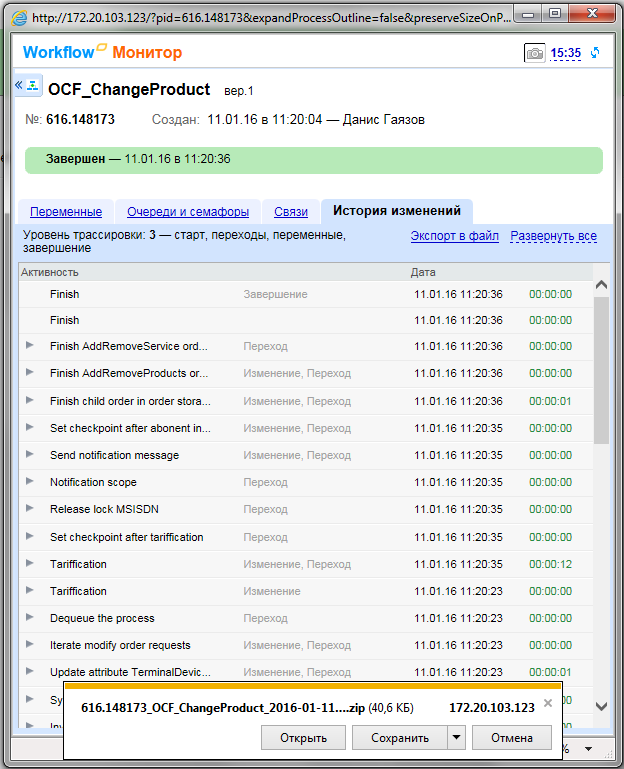 http://172.20.103.123/?pid=616.148173&expandProcessOutline=false&preserveSizeOnP...
Workflow Монитор
15:35
« OCF_ChangeProduct вер.1
№: 616.148173 Создан: 11.01.16 в 11:20:04 — Данис Гаязов
Завершен — 11.01.16 в 11:20:36
Переменные Очереди и семафоры Связи История изменений
Уровень трассировки: 3 — старт, переходы, переменные,
завершение
Экспорт в файл Развернуть все
Активность Дата
Finish Завершение 11.01.16 11:20:36 00:00:00
Finish 11.01.16 11:20:36 00:00:00
Finish AddRemoveService ord... Переход 11.01.16 11:20:36 00:00:00
Finish AddRemoveProducts or... Изменение, Переход 11.01.16 11:20:36 00:00:00
Finish child order in order stora... Изменение, Переход 11.01.16 11:20:36 00:00:01
Set checkpoint after abonent in... Изменение, Переход 11.01.16 11:20:35 00:00:00
Send notification message Изменение, Переход 11.01.16 11:20:35 00:00:00
Notification scope Переход 11.01.16 11:20:35 00:00:00
Release lock MSISDN Переход 11.01.16 11:20:35 00:00:00
Set checkpoint after tariffication Переход 11.01.16 11:20:35 00:00:00
Tariffication Изменение, Переход 11.01.16 11:20:35 00:00:12
Tariffication Изменение 11.01.16 11:20:23 00:00:00
Dequeue the process Переход 11.01.16 11:20:23 00:00:00
Iterate modify order requests Изменение, Переход 11.01.16 11:20:23 00:00:00
Update attribute TerminalDevic... Изменение, Переход 11.01.16 11:20:23 00:00:01
Sy
616.148173_OCF_ChangeProduct_2016-01-11....zip (40,6 КБ) 172.20.103.123
Открыть Сохранить Отмена
%